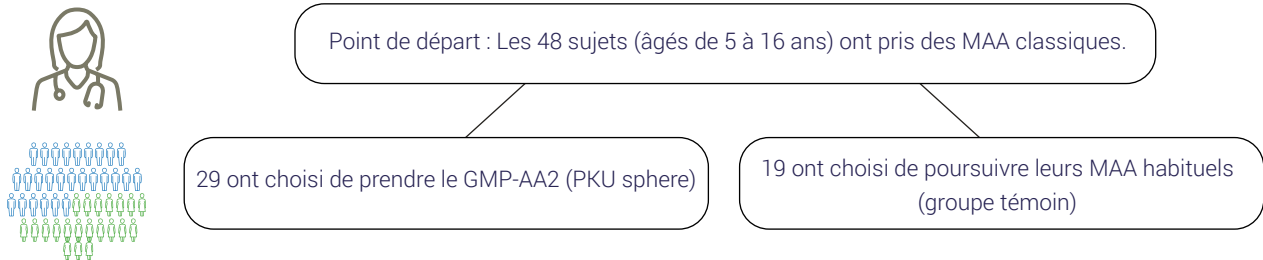 Point de départ : Les 48 sujets (âgés de 5 à 16 ans) ont pris des MAA classiques.
29 ont choisi de prendre le GMP-AA2 (PKU sphere)
19 ont choisi de poursuivre leurs MAA habituels
(groupe témoin)